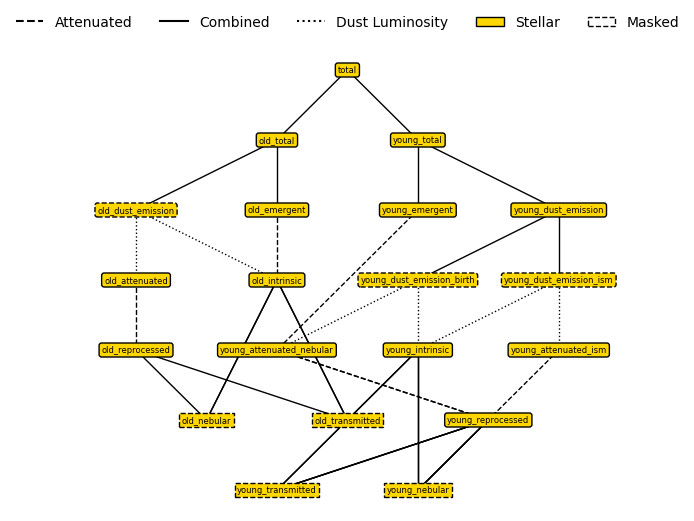 Attenuated Combined Dust Luminosity Stellar Masked
total
old_total young_total
old_dust_emission old_emergent young_emergent young_dust_emission
old_attenuated old_intrinsic young_dust_emission_birth young_dust_emission_ism
old_reprocessed young_attenuated_nebular young_intrinsic young_attenuated_ism
old_nebular old_transmitted young_reprocessed
young_transmitted young_nebular